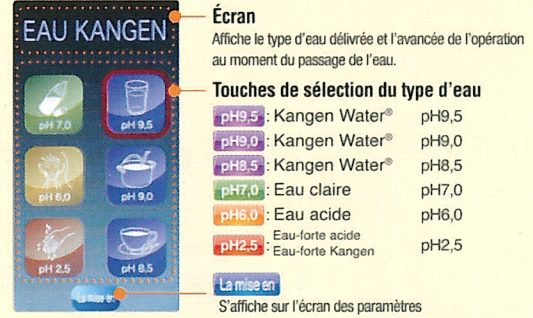 EAU KANGEN
pH 7,0
pH 9,5
pH 6,0
pH 9,0
pH 2,5
pH 8,5
La mise en
Écran
Affiche le type d'eau délivrée et l'avancée de l'opération
au moment du passage de l'eau.
Touches de sélection du type d'eau
pH9,5 : Kangen Water® pH9,5
pH9,0 : Kangen Water® pH9,0
pH8,5 : Kangen Water® pH8,5
pH7,0 : Eau claire pH7,0
pH6,0 : Eau acide pH6,0
pH2,5 : Eau-forte acide pH2,5
Eau-forte Kangen
La mise en
S'affiche sur l'écran des paramètres